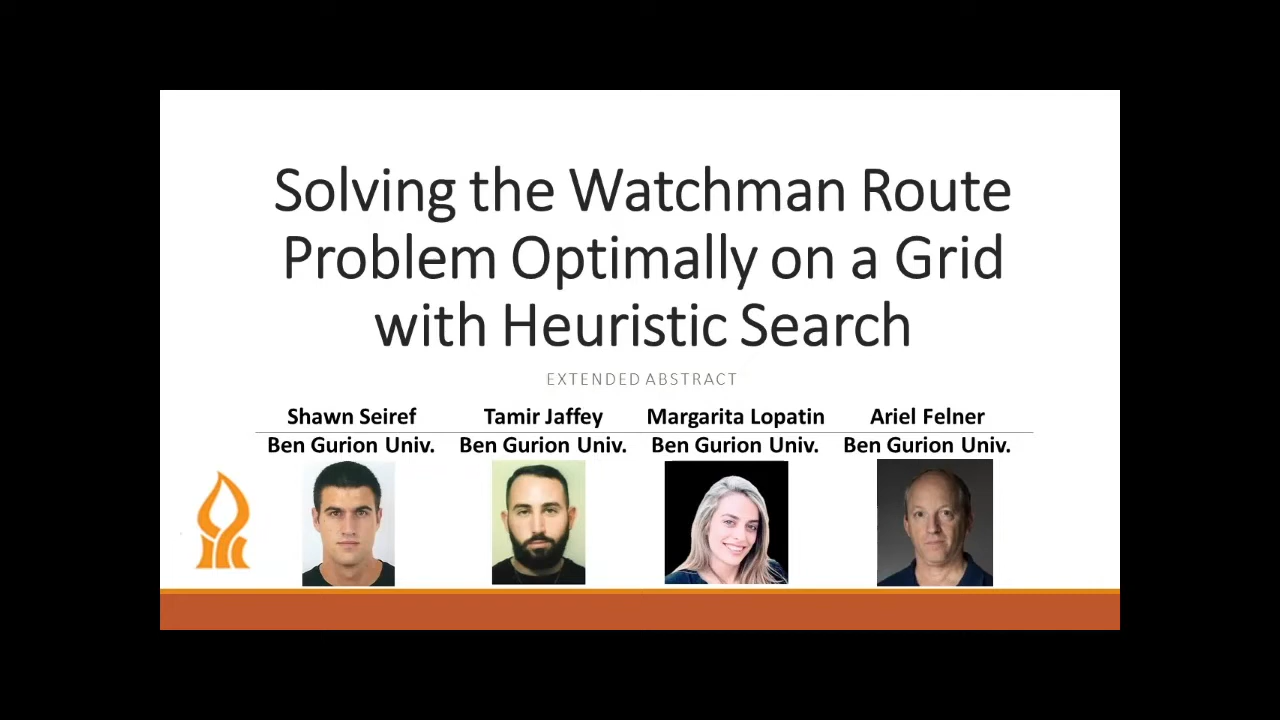 Solving the Watchman Route
Problem Optimally on a Grid
with Heuristic Search
EXTENDED ABSTRACT
Shawn Seiref Tamir Jaffey Margarita Lopatin Ariel Felner
Ben Gurion Univ. Ben Gurion Univ. Ben Gurion Univ. Ben Gurion Univ.